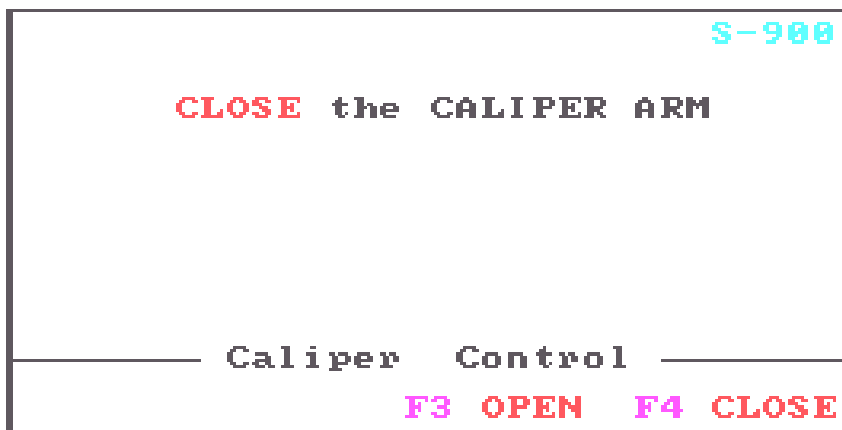 S-900
CLOSE the CALIPER ARM
Caliper Control
F3 OPEN F4 CLOSE